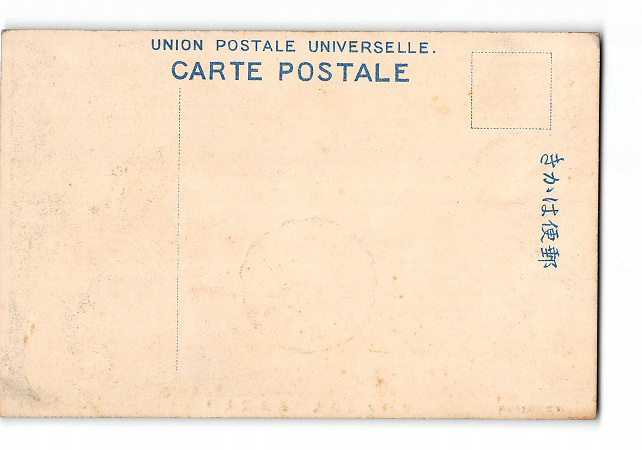 UNION POSTALE UNIVERSELLE.
CARTE POSTALE
郵便はかき